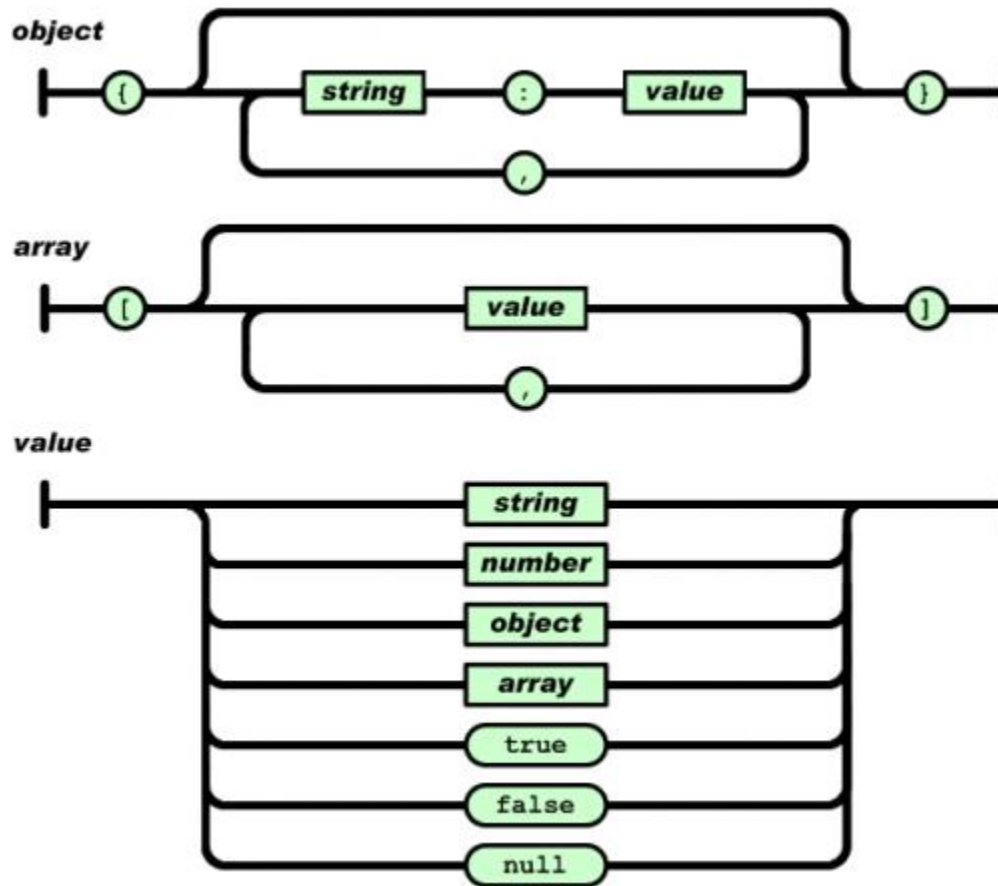 object
{ string : value }
,
array
[ value ]
,
value
string
number
object
array
true
false
null